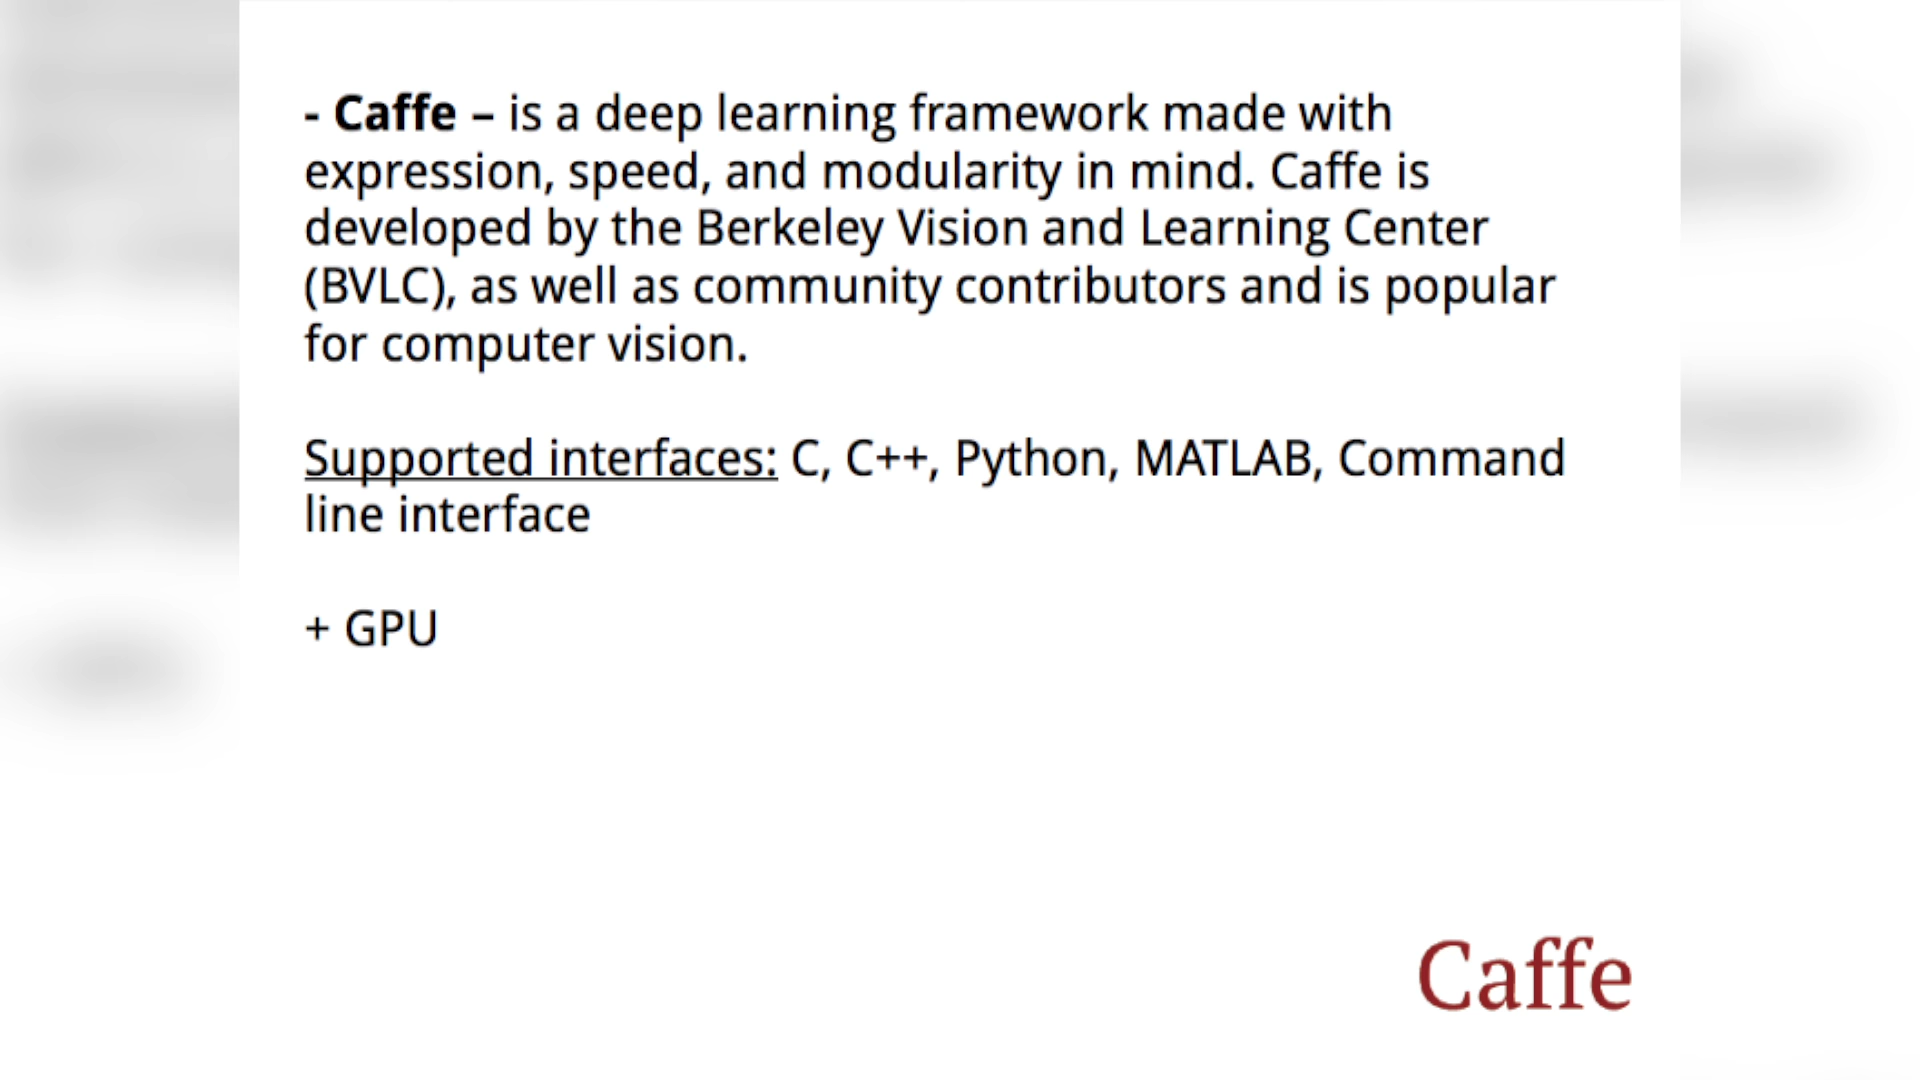 - Caffe – is a deep learning framework made with
expression, speed, and modularity in mind. Caffe is
developed by the Berkeley Vision and Learning Center
(BVLC), as well as community contributors and is popular
for computer vision.
Supported interfaces: C, C++, Python, MATLAB, Command
line interface
+ GPU
Caffe